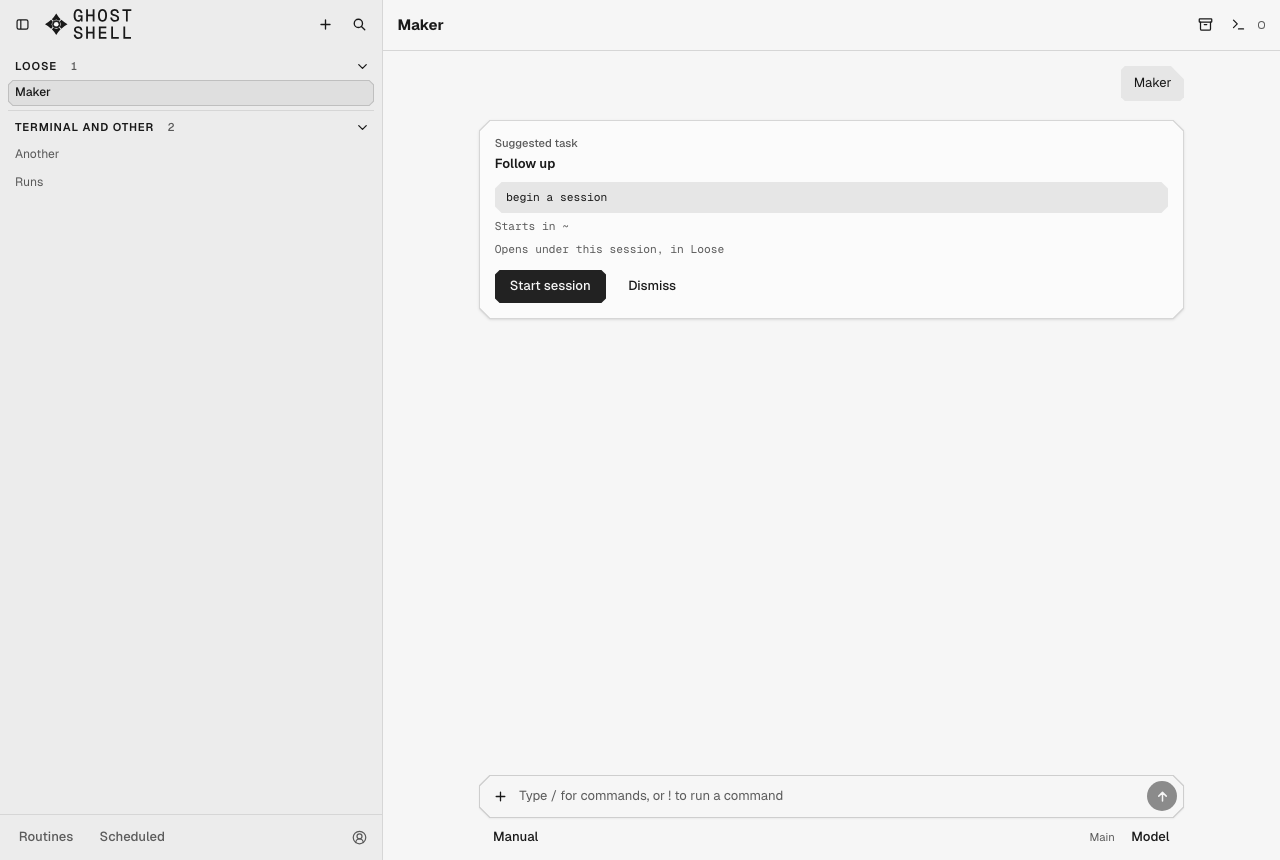 GHOST
SHELL
LOOSE 1
Maker
TERMINAL AND OTHER 2
Another
Runs
Routines
Scheduled
Maker
0
Maker
Suggested task
Follow up
begin a session
Starts in ~
Opens under this session, in Loose
Start session
Dismiss
Type / for commands, or ! to run a command
Manual
Main
Model